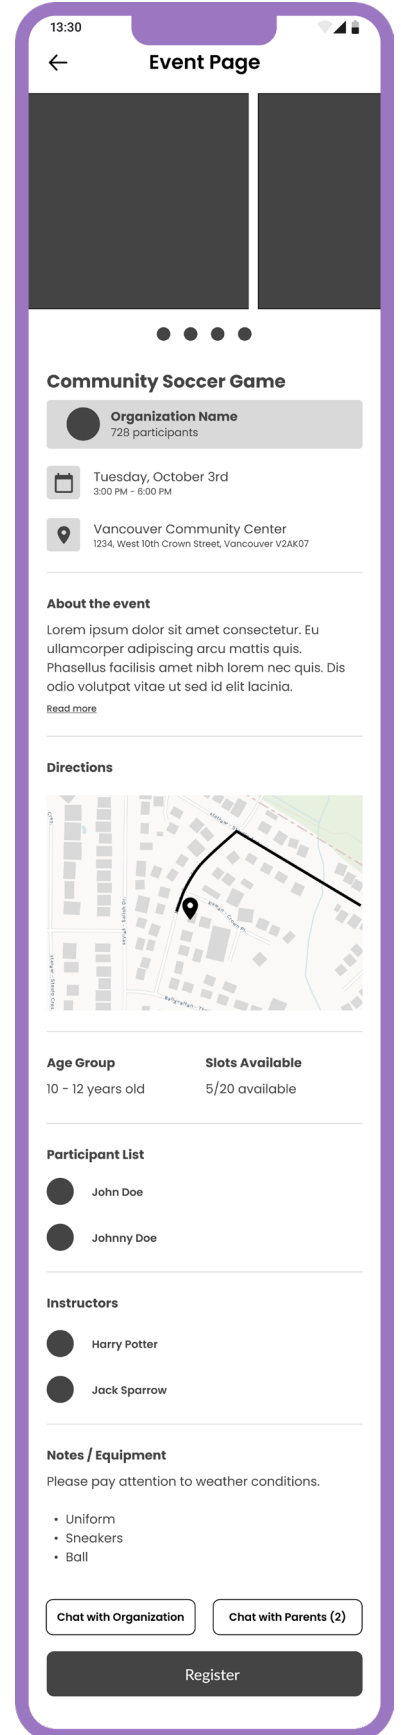 13:30
Event Page
Community Soccer Game
Organization Name
728 participants
Tuesday, October 3rd
3:00 PM - 6:00 PM
Vancouver Community Center
1234, West 10th Crown Street, Vancouver V2AK07
About the event
Lorem ipsum dolor sit amet consectetur. Eu
ullamcorper adipiscing arcu mattis quis.
Phasellus facilisis amet nibh lorem nec quis. Dis
odio volutpat vitae ut sed id elit lacinia.
Read more
Directions
Age Group
Slots Available
10 - 12 years old
5/20 available
Participant List
John Doe
Johnny Doe
Instructors
Harry Potter
Jack Sparrow
Notes / Equipment
Please pay attention to weather conditions.
• Uniform
• Sneakers
• Ball
Chat with Organization
Chat with Parents (2)
Register